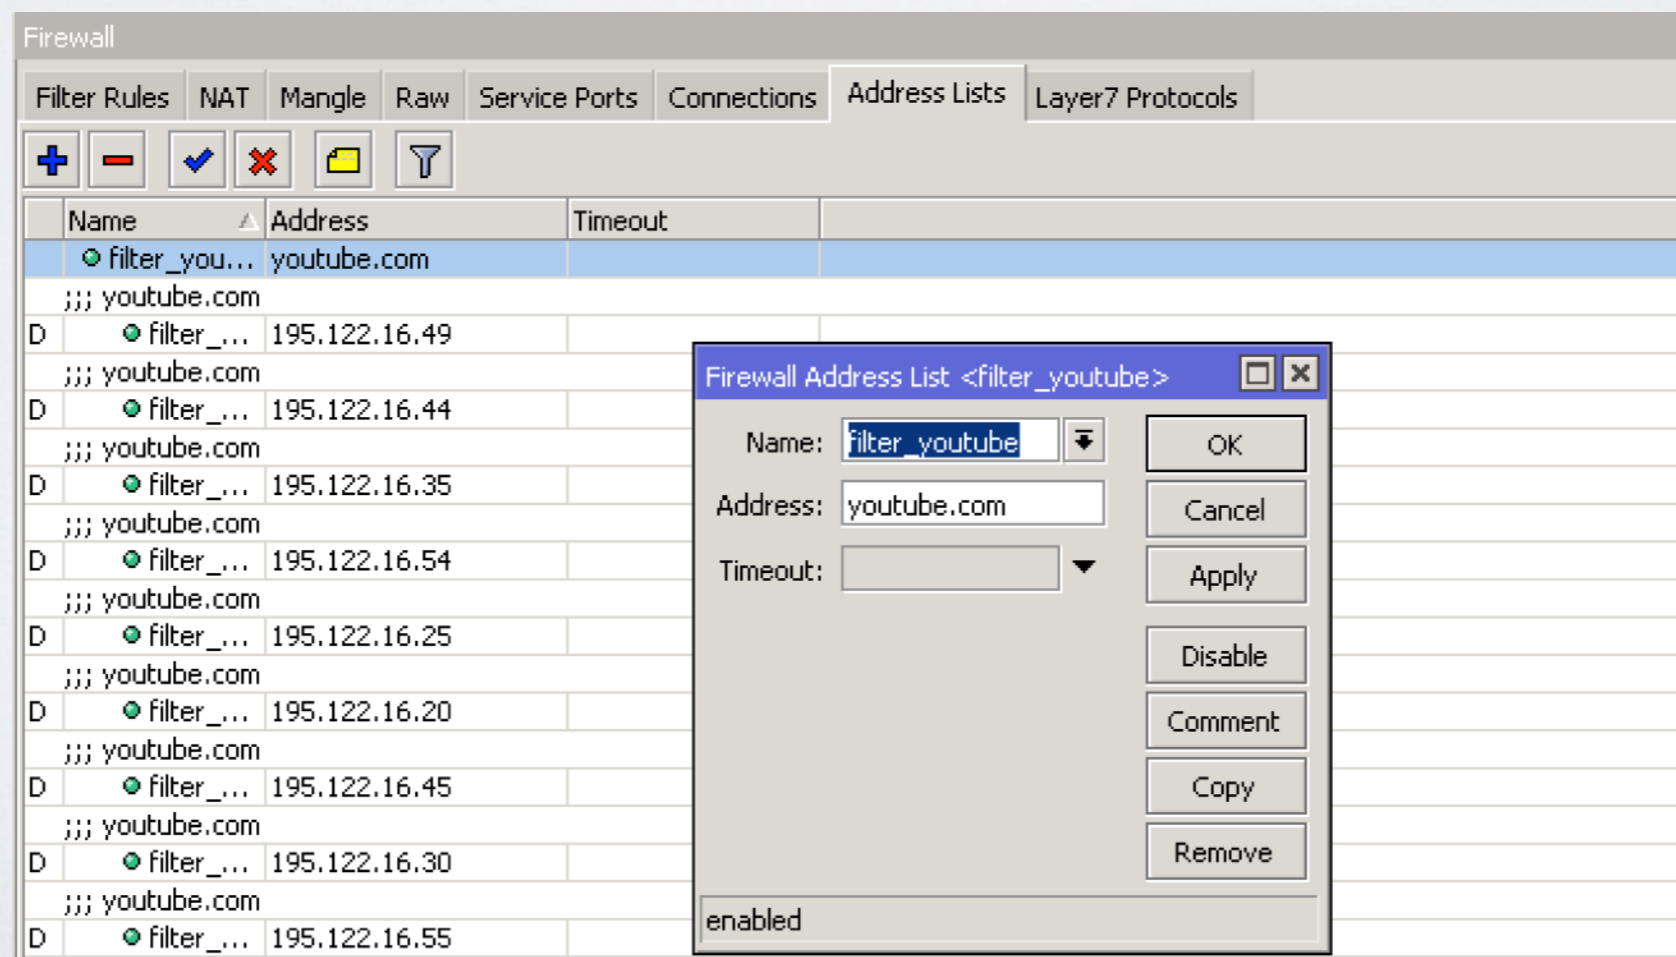 Firewall
Filter Rules NAT Mangle Raw Service Ports Connections Address Lists Layer7 Protocols
Name Address Timeout
filter_you... youtube.com
;;; youtube.com
D filter_... 195.122.16.49
;;; youtube.com
D filter_... 195.122.16.44
;;; youtube.com
D filter_... 195.122.16.35
;;; youtube.com
D filter_... 195.122.16.54
;;; youtube.com
D filter_... 195.122.16.25
;;; youtube.com
D filter_... 195.122.16.20
;;; youtube.com
D filter_... 195.122.16.45
;;; youtube.com
D filter_... 195.122.16.30
;;; youtube.com
D filter_... 195.122.16.55
Firewall Address List <filter_youtube>
Name: filter_youtube
Address: youtube.com
Timeout:
OK
Cancel
Apply
Disable
Comment
Copy
Remove
enabled